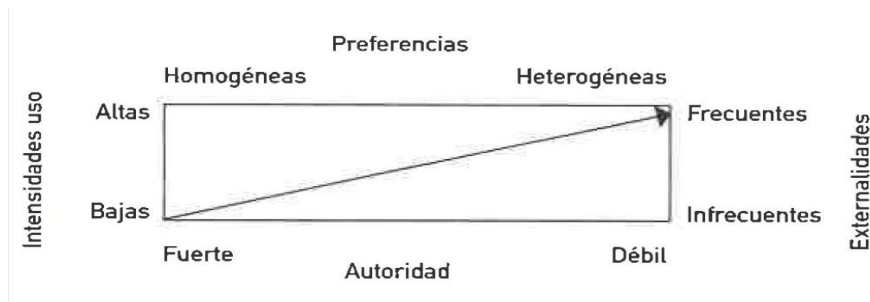 Preferencias
Homogéneas Heterogéneas
Intensidades uso
Altas Frecuentes
Bajas Infrecuentes
Externalidades
Fuerte Débil
Autoridad